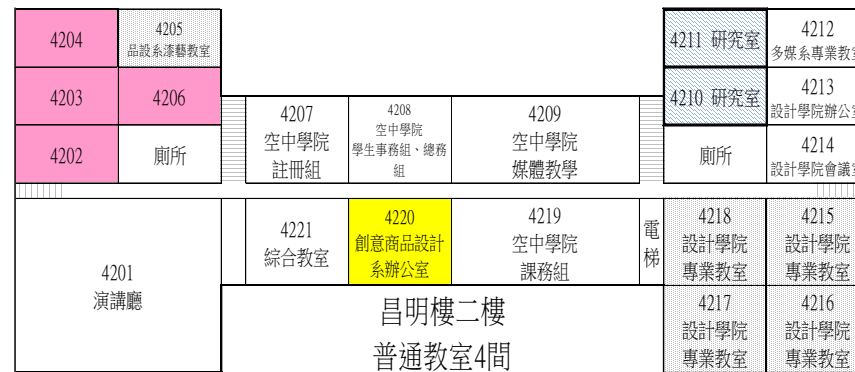 4204
4205
品設系漆藝教室
4211 研究室
4212
多媒系專業教室
4203
4206
4207
空中學院
註冊組
4208
空中學院
學生事務組、總務
組
4209
空中學院
媒體教學
4210 研究室
4213
設計學院辦公
4202
廁所
廁所
4214
設計學院會議
4201
演講廳
4221
綜合教室
4220
創意商品設計
系辦公室
4219
空中學院
課務組
電
梯
4218
設計學院
專業教室
4215
設計學院
專業教室
昌明樓二樓
普通教室4間
4217
設計學院
專業教室
4216
設計學院
專業教室